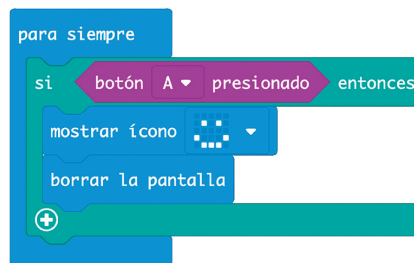 para siempre
si botón A presionado entonces
mostrar ícono
borrar la pantalla